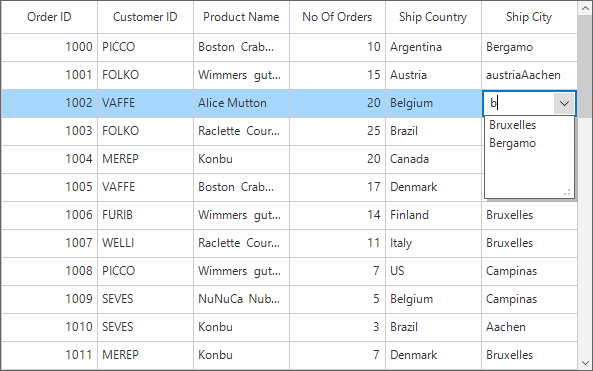 Order ID Customer ID Product Name No Of Orders Ship Country Ship City
1000 PICCO Boston Crab... 10 Argentina Bergamo
1001 FOLKO Wimmers gut... 15 Austria austriaAachen
1002 VAFFE Alice Mutton 20 Belgium b
1003 FOLKO Raclette Cour... 25 Brazil Bruxelles
1004 MEREP Konbu 20 Canada Bergamo
1005 VAFFE Boston Crab... 17 Denmark
1006 FURIB Wimmers gut... 14 Finland Bruxelles
1007 WELLI Raclette Cour... 11 Italy Bruxelles
1008 PICCO Wimmers gut... 7 US Campinas
1009 SEVES NuNuCa Nub... 5 Belgium Campinas
1010 SEVES Konbu 3 Brazil Aachen
1011 MEREP Konbu 7 Denmark Bruxelles